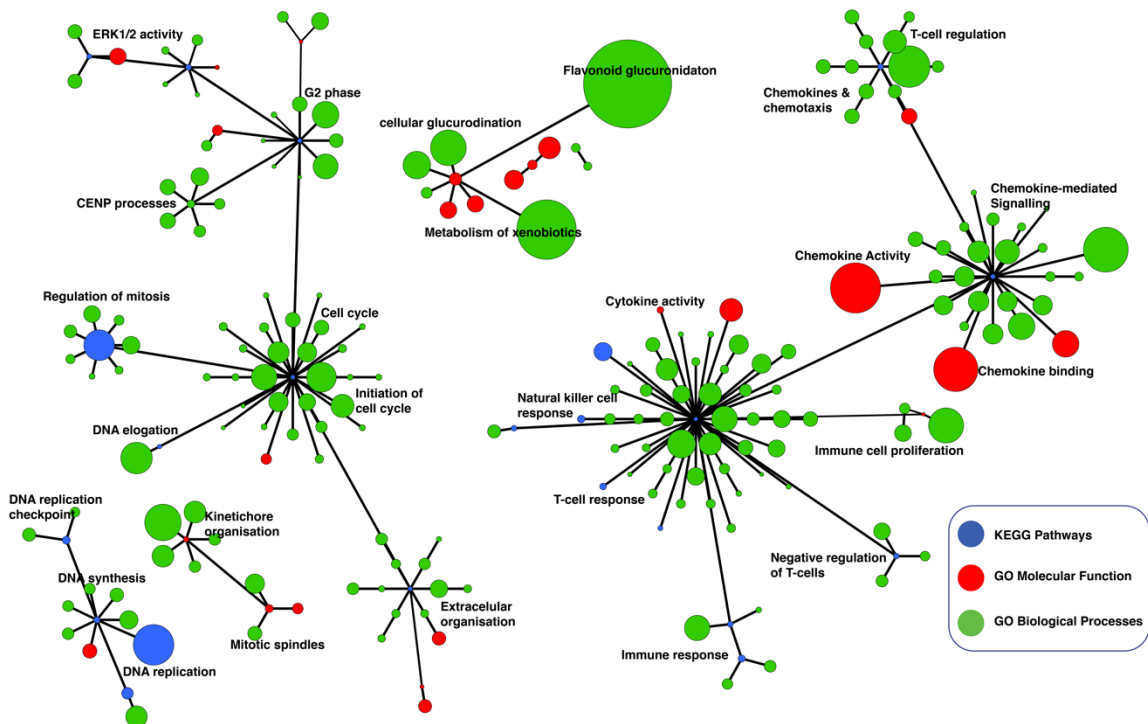 ERK1/2 activity
T-cell regulation
Flavonoid glucuronidaton
G2 phase
Chemokines &
chemotaxis
cellular glucurodination
CENP processes
Metabolism of xenobiotics
Chemokine-mediated
Signalling
Chemokine Activity
Regulation of mitosis
Cell cycle
Cytokine activity
Initiation of
cell cycle
Natural killer cell
response
Chemokine binding
DNA elogation
Immune cell proliferation
DNA replication
checkpoint
Kinetichore
organisation
T-cell response
DNA synthesis
Negative regulation
of T-cells
KEGG Pathways
GO Molecular Function
GO Biological Processes
Extracelular
organisation
Mitotic spindles
Immune response
DNA replication